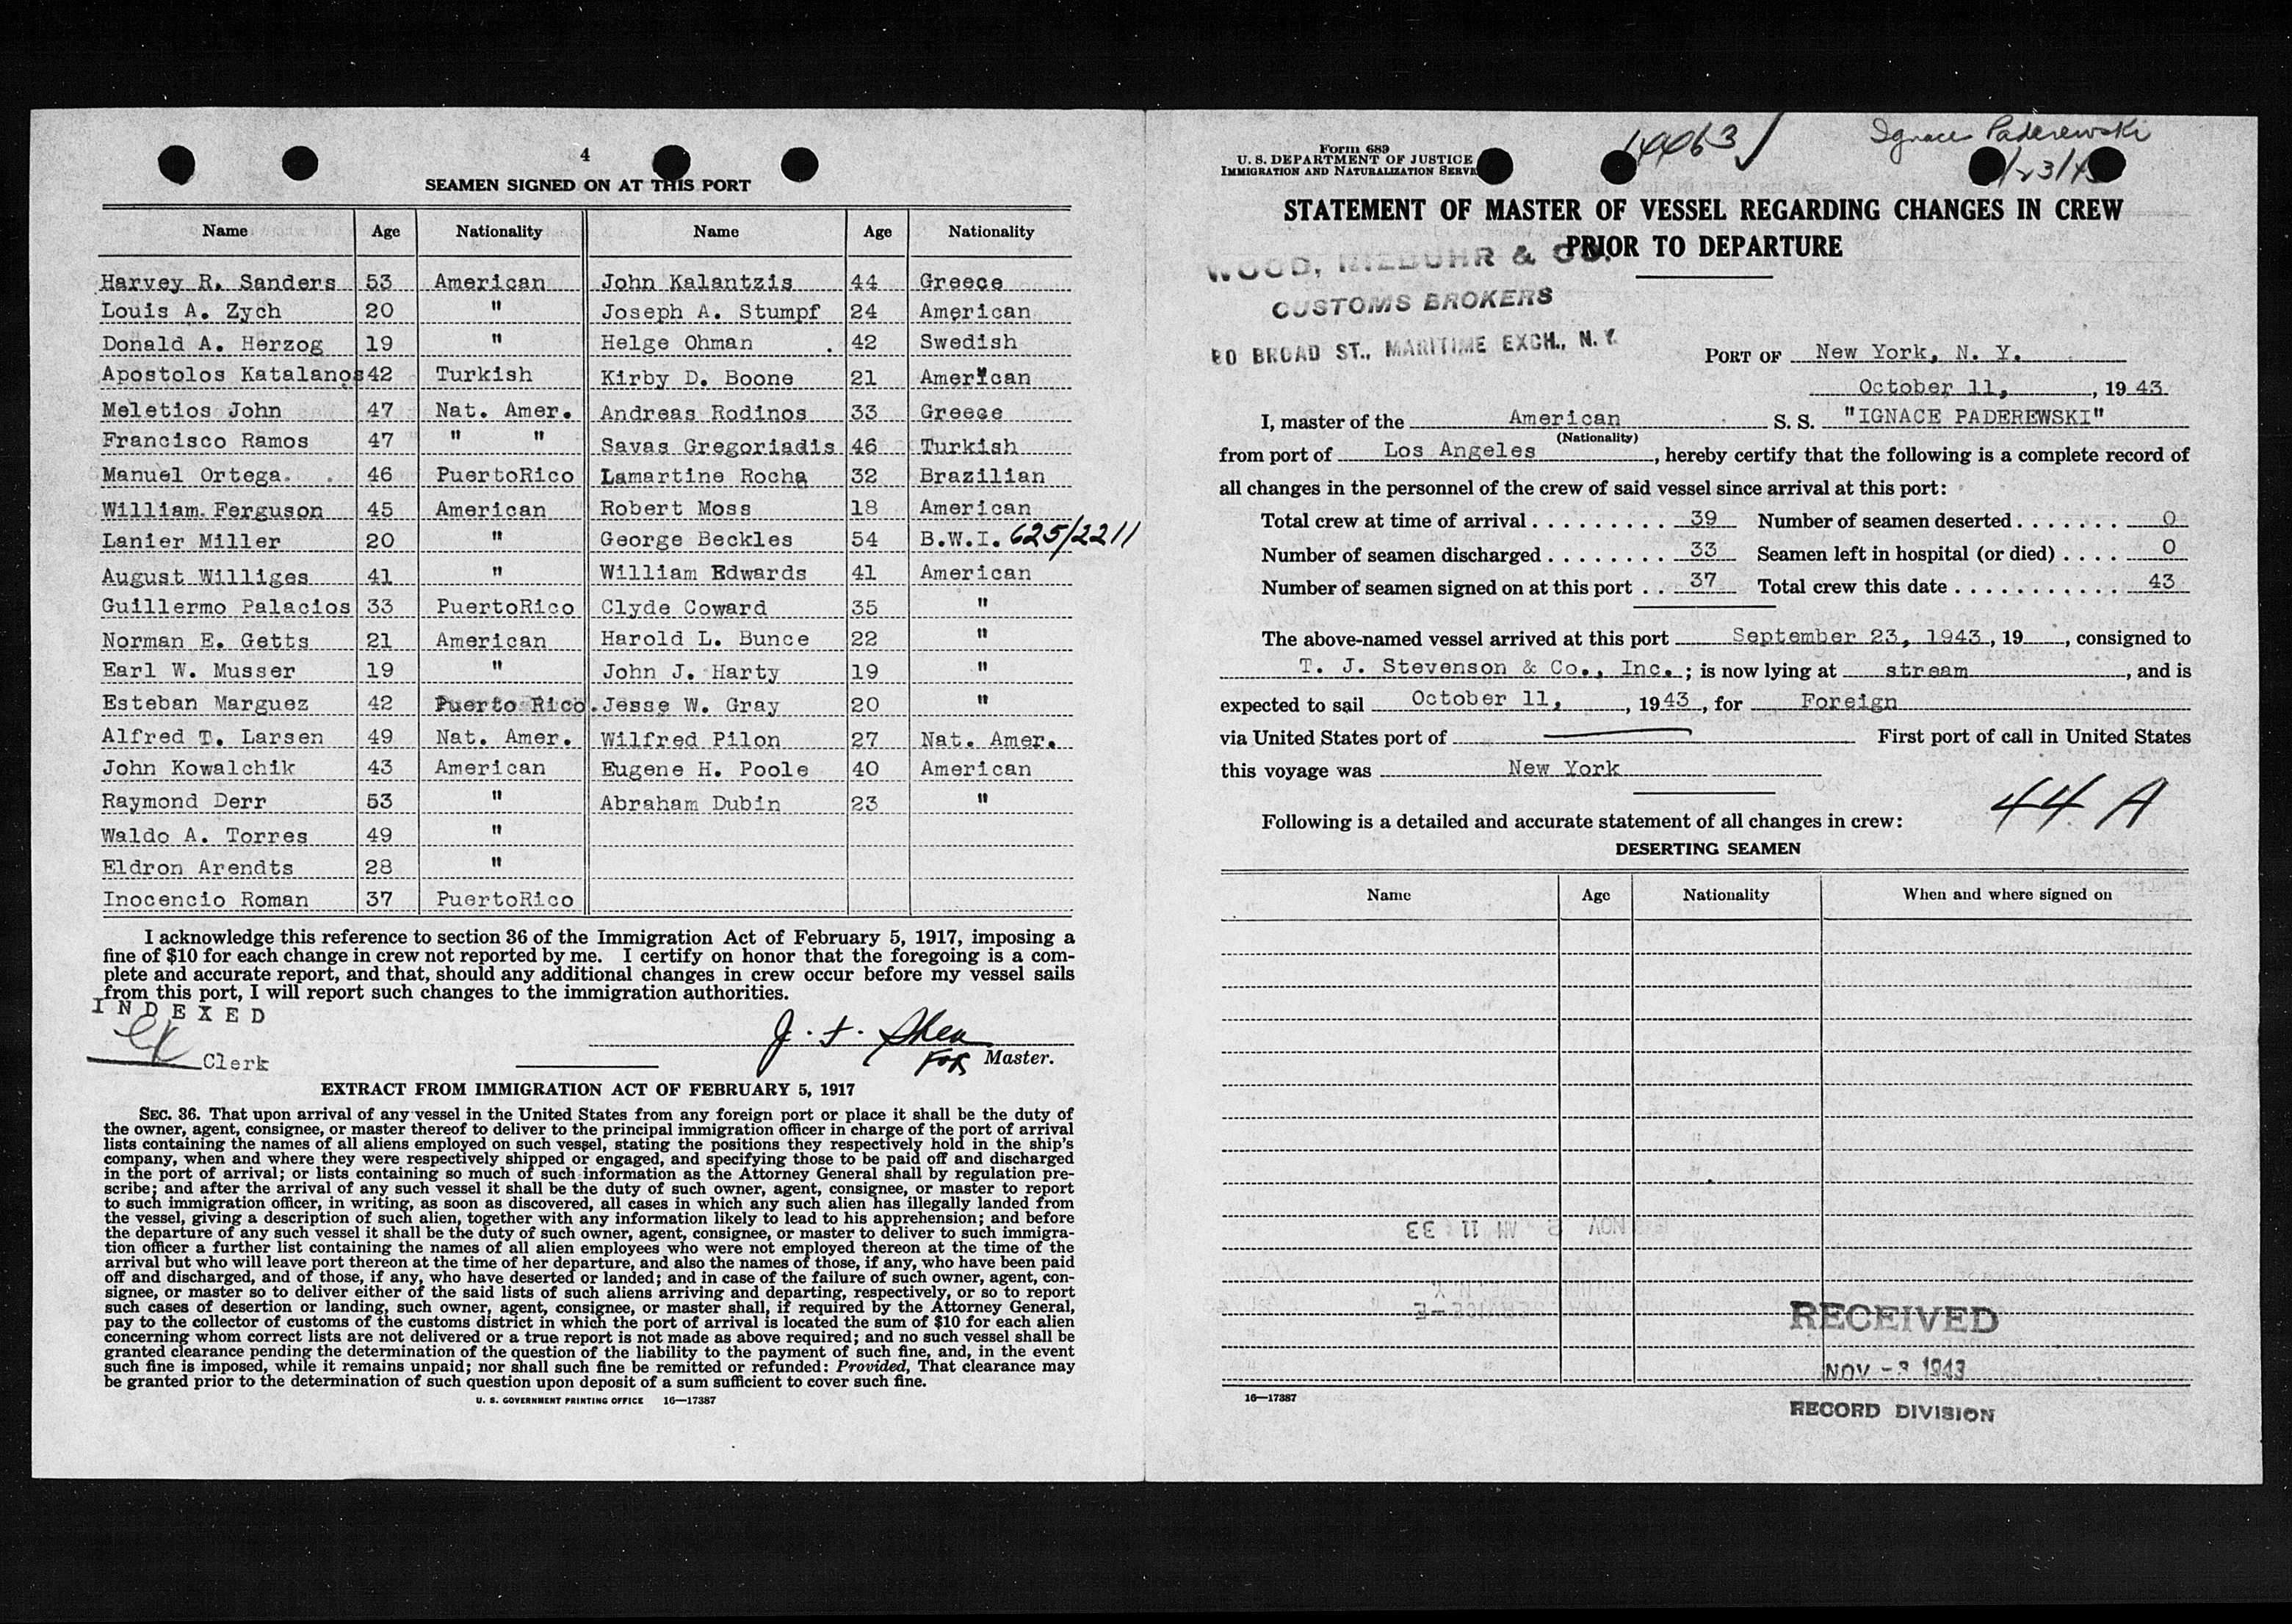 4
SEAMEN SIGNED ON AT THIS PORT
Name Age Nationality Name Age Nationality
Harvey R. Sanders 53 American John Kalantzis 44 Greece
Louis A. Zych 20 " Joseph A. Stumpf 24 American
Donald A. Herzog 19 " Helge Ohman 42 Swedish
Apostolos Katalanos 42 Turkish Kirby D. Boone 21 American
Meletios John 47 Nat. Amer. Andreas Rodinos 33 Greece
Francisco Ramos 47 " " Savas Gregoriadis 46 Turkish
Manuel Ortega. 46 PuertoRico Lamartine Rocha 32 Brazilian
William Ferguson 45 American Robert Moss 18 American
Lanier Miller 20 " George Beckles 54 B.W.I. 625/2211
August Williges 41 " William Edwards 41 American
Guillermo Palacios 33 PuertoRico Clyde Coward 35 "
Norman E. Getts 21 American Harold L. Bunce 22 "
Earl W. Musser 19 " John J. Harty 19 "
Esteban Marguez 42 Puerto Rico. Jesse W. Gray 20 "
Alfred T. Larsen 49 Nat. Amer. Wilfred Pilon 27 Nat. Amer.
John Kowalchik 43 American Eugene H. Poole 40 American
Raymond Derr 53 " Abraham Dubin 23 "
Waldo A. Torres 49 "
Eldron Arendts 28 "
Inocencio Roman 37 PuertoRico
I acknowledge this reference to section 36 of the Immigration Act of February 5, 1917, imposing a
fine of $10 for each change in crew not reported by me. I certify on honor that the foregoing is a com-
plete and accurate report, and that, should any additional changes in crew occur before my vessel sails
from this port, I will report such changes to the immigration authorities.
INDEXED
Clerk
J. F. Shea
For Master.
EXTRACT FROM IMMIGRATION ACT OF FEBRUARY 5, 1917
SEC. 36. That upon arrival of any vessel in the United States from any foreign port or place it shall be the duty of
the owner, agent, consignee, or master thereof to deliver to the principal immigration officer in charge of the port of arrival
lists containing the names of all aliens employed on such vessel, stating the positions they respectively hold in the ship's
company, when and where they were respectively shipped or engaged, and specifying those to be paid off and discharged
in the port of arrival; or lists containing so much of such information as the Attorney General shall by regulation pre-
scribe; and after the arrival of any such vessel it shall be the duty of such owner, agent, consignee, or master to report
to such immigration officer, in writing, as soon as discovered, all cases in which any such alien has illegally landed from
the vessel, giving a description of such alien, together with any information likely to lead to his apprehension; and before
the departure of any such vessel it shall be the duty of such owner, agent, consignee, or master to deliver to such immigra-
tion officer a further list containing the names of all alien employees who were not employed thereon at the time of the
arrival but who will leave port thereon at the time of her departure, and also the names of those, if any, who have been paid
off and discharged, and of those, if any, who have deserted or landed; and in case of the failure of such owner, agent, con-
signee, or master so to deliver either of the said lists of such aliens arriving and departing, respectively, or so to report
such cases of desertion or landing, such owner, agent, consignee, or master shall, if required by the Attorney General,
pay to the collector of customs of the customs district in which the port of arrival is located the sum of $10 for each alien
concerning whom correct lists are not delivered or a true report is not made as above required; and no such vessel shall be
granted clearance pending the determination of the question of the liability to the payment of such fine, and, in the event
such fine is imposed, while it remains unpaid; nor shall such fine be remitted or refunded: Provided, That clearance may
be granted prior to the determination of such question upon deposit of a sum sufficient to cover such fine.
U. S. GOVERNMENT PRINTING OFFICE 16—17387
Form 689
U. S. DEPARTMENT OF JUSTICE
IMMIGRATION AND NATURALIZATION
14063
Ignace Paderewski
STATEMENT OF MASTER OF VESSEL REGARDING CHANGES IN CREW
PRIOR TO DEPARTURE
WOOD, NIEBUHR & CO.
CUSTOMS BROKERS
80 BROAD ST., MARITIME EXCH., N. Y.
PORT OF New York, N. Y.
October 11, , 19 43
I, master of the American S. S. "IGNACE PADEREWSKI"
(Nationality)
from port of Los Angeles , hereby certify that the following is a complete record of
all changes in the personnel of the crew of said vessel since arrival at this port:
Total crew at time of arrival . . . . . . . . . 39 Number of seamen deserted . . . . . . . 0
Number of seamen discharged . . . . . . . . 33 Seamen left in hospital (or died) . . . . 0
Number of seamen signed on at this port . . 37 Total crew this date . . . . . . . . . . . . 43
The above-named vessel arrived at this port September 23, 1943 , 19 , consigned to
T. J. Stevenson & Co., Inc. ; is now lying at stream , and is
expected to sail October 11, , 19 43 , for Foreign
via United States port of First port of call in United States
this voyage was New York
44 A
Following is a detailed and accurate statement of all changes in crew:
DESERTING SEAMEN
Name Age Nationality When and where signed on
RECEIVED
NOV -3 1943
RECORD DIVISION
16—17387